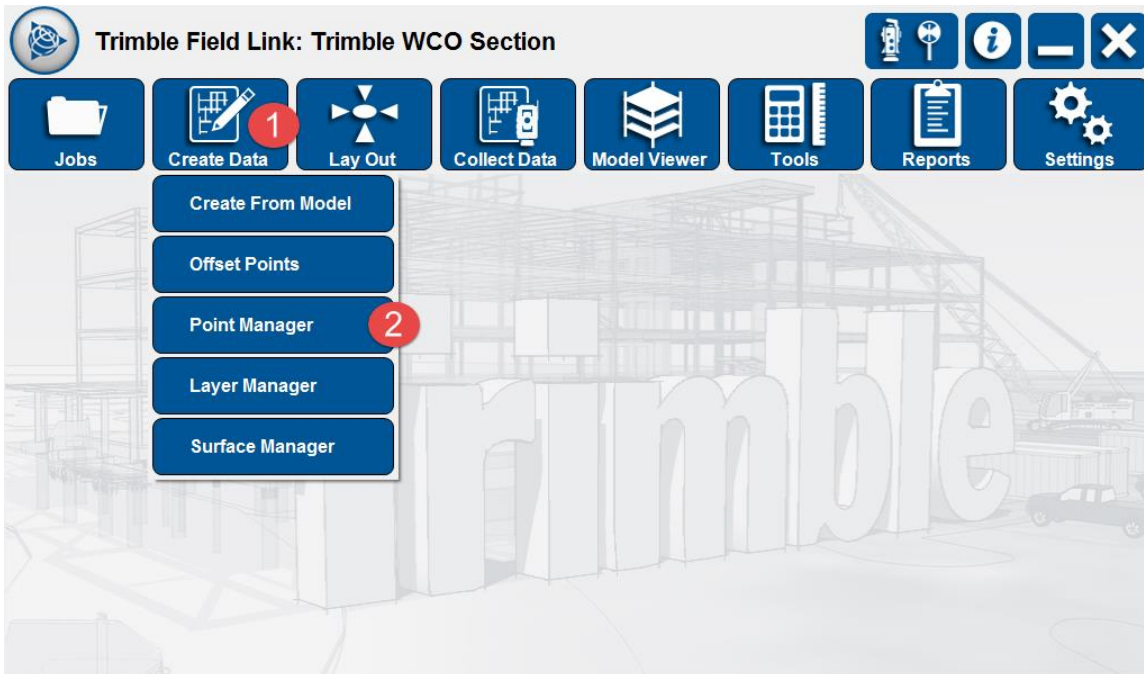 Trimble Field Link: Trimble WCO Section
Jobs
Create Data
1
Lay Out
Collect Data
Model Viewer
Tools
Reports
Settings
Create From Model
Offset Points
Point Manager
2
Layer Manager
Surface Manager
Trimble